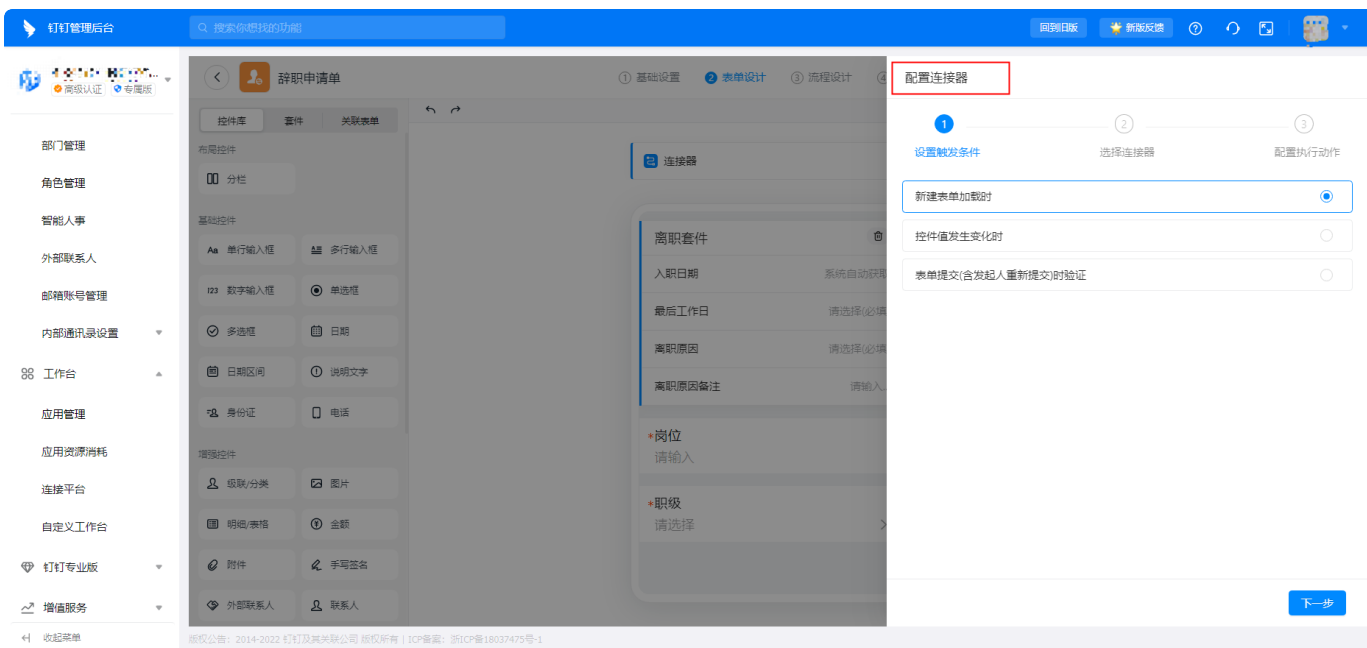 钉钉管理后台
搜索你想找的功能
回到旧版
新版反馈
高级认证 专属版
部门管理
角色管理
智能人事
外部联系人
邮箱账号管理
内部通讯录设置
工作台
应用管理
应用资源消耗
连接平台
自定义工作台
钉钉专业版
增值服务
收起菜单
辞职申请单
1 基础设置
2 表单设计
3 流程设计
4
控件库 套件 关联表单
布局控件
分栏
基础控件
Aa 单行输入框 多行输入框
123 数字输入框 单选框
多选框 日期
日期区间 说明文字
身份证 电话
增强控件
级联/分类 图片
明细/表格 金额
附件 手写签名
外部联系人 联系人
连接器
离职套件
入职日期 系统自动获取
最后工作日 请选择(必填
离职原因 请选择(必填
离职原因备注 请输入
*岗位
请输入
*职级
请选择
配置连接器
1 2 3
设置触发条件 选择连接器 配置执行动作
新建表单加载时
控件值发生变化时
表单提交(含发起人重新提交)时验证
下一步
版权公告：2014-2022 钉钉及其关联公司 版权所有 | ICP备案：浙ICP备18037475号-1